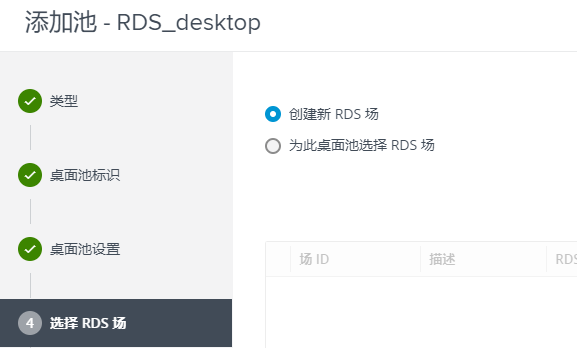 添加池 - RDS_desktop
类型
桌面池标识
桌面池设置
4 选择 RDS 场
创建新 RDS 场
为此桌面池选择 RDS 场
场 ID 描述 RDS